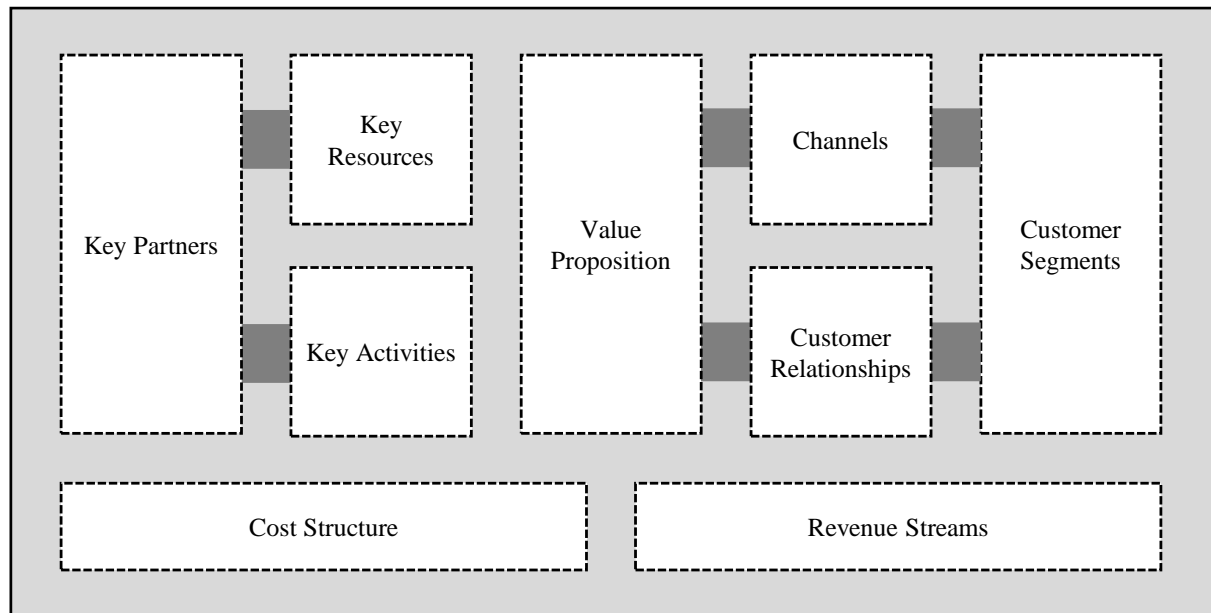 Key Partners
Key
Resources
Key Activities
Value
Proposition
Channels
Customer
Relationships
Customer
Segments
Cost Structure
Revenue Streams